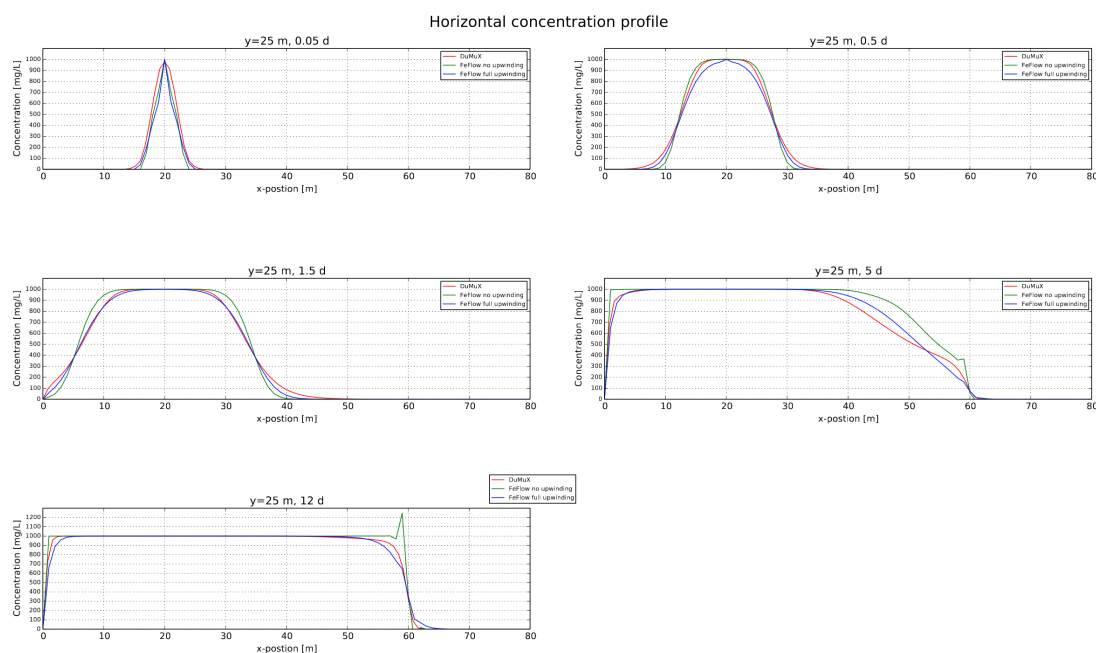 Horizontal concentration profile
y=25 m, 0.05 d
Concentration [mg/L]
1000
900
800
700
600
500
400
300
200
100
0
0 10 20 30 40 50 60 70 80
x-postion [m]
DuMuX
FeFlow no upwinding
FeFlow full upwinding
y=25 m, 0.5 d
Concentration [mg/L]
1000
900
800
700
600
500
400
300
200
100
0
0 10 20 30 40 50 60 70 80
x-postion [m]
DuMuX
FeFlow no upwinding
FeFlow full upwinding
y=25 m, 1.5 d
Concentration [mg/L]
1000
900
800
700
600
500
400
300
200
100
0
0 10 20 30 40 50 60 70 80
x-postion [m]
DuMuX
FeFlow no upwinding
FeFlow full upwinding
y=25 m, 5 d
Concentration [mg/L]
1000
900
800
700
600
500
400
300
200
100
0
0 10 20 30 40 50 60 70 80
x-postion [m]
DuMuX
FeFlow no upwinding
FeFlow full upwinding
y=25 m, 12 d
Concentration [mg/L]
1200
1100
1000
900
800
700
600
500
400
300
200
100
0
0 10 20 30 40 50 60 70 80
x-postion [m]
DuMuX
FeFlow no upwinding
FeFlow full upwinding